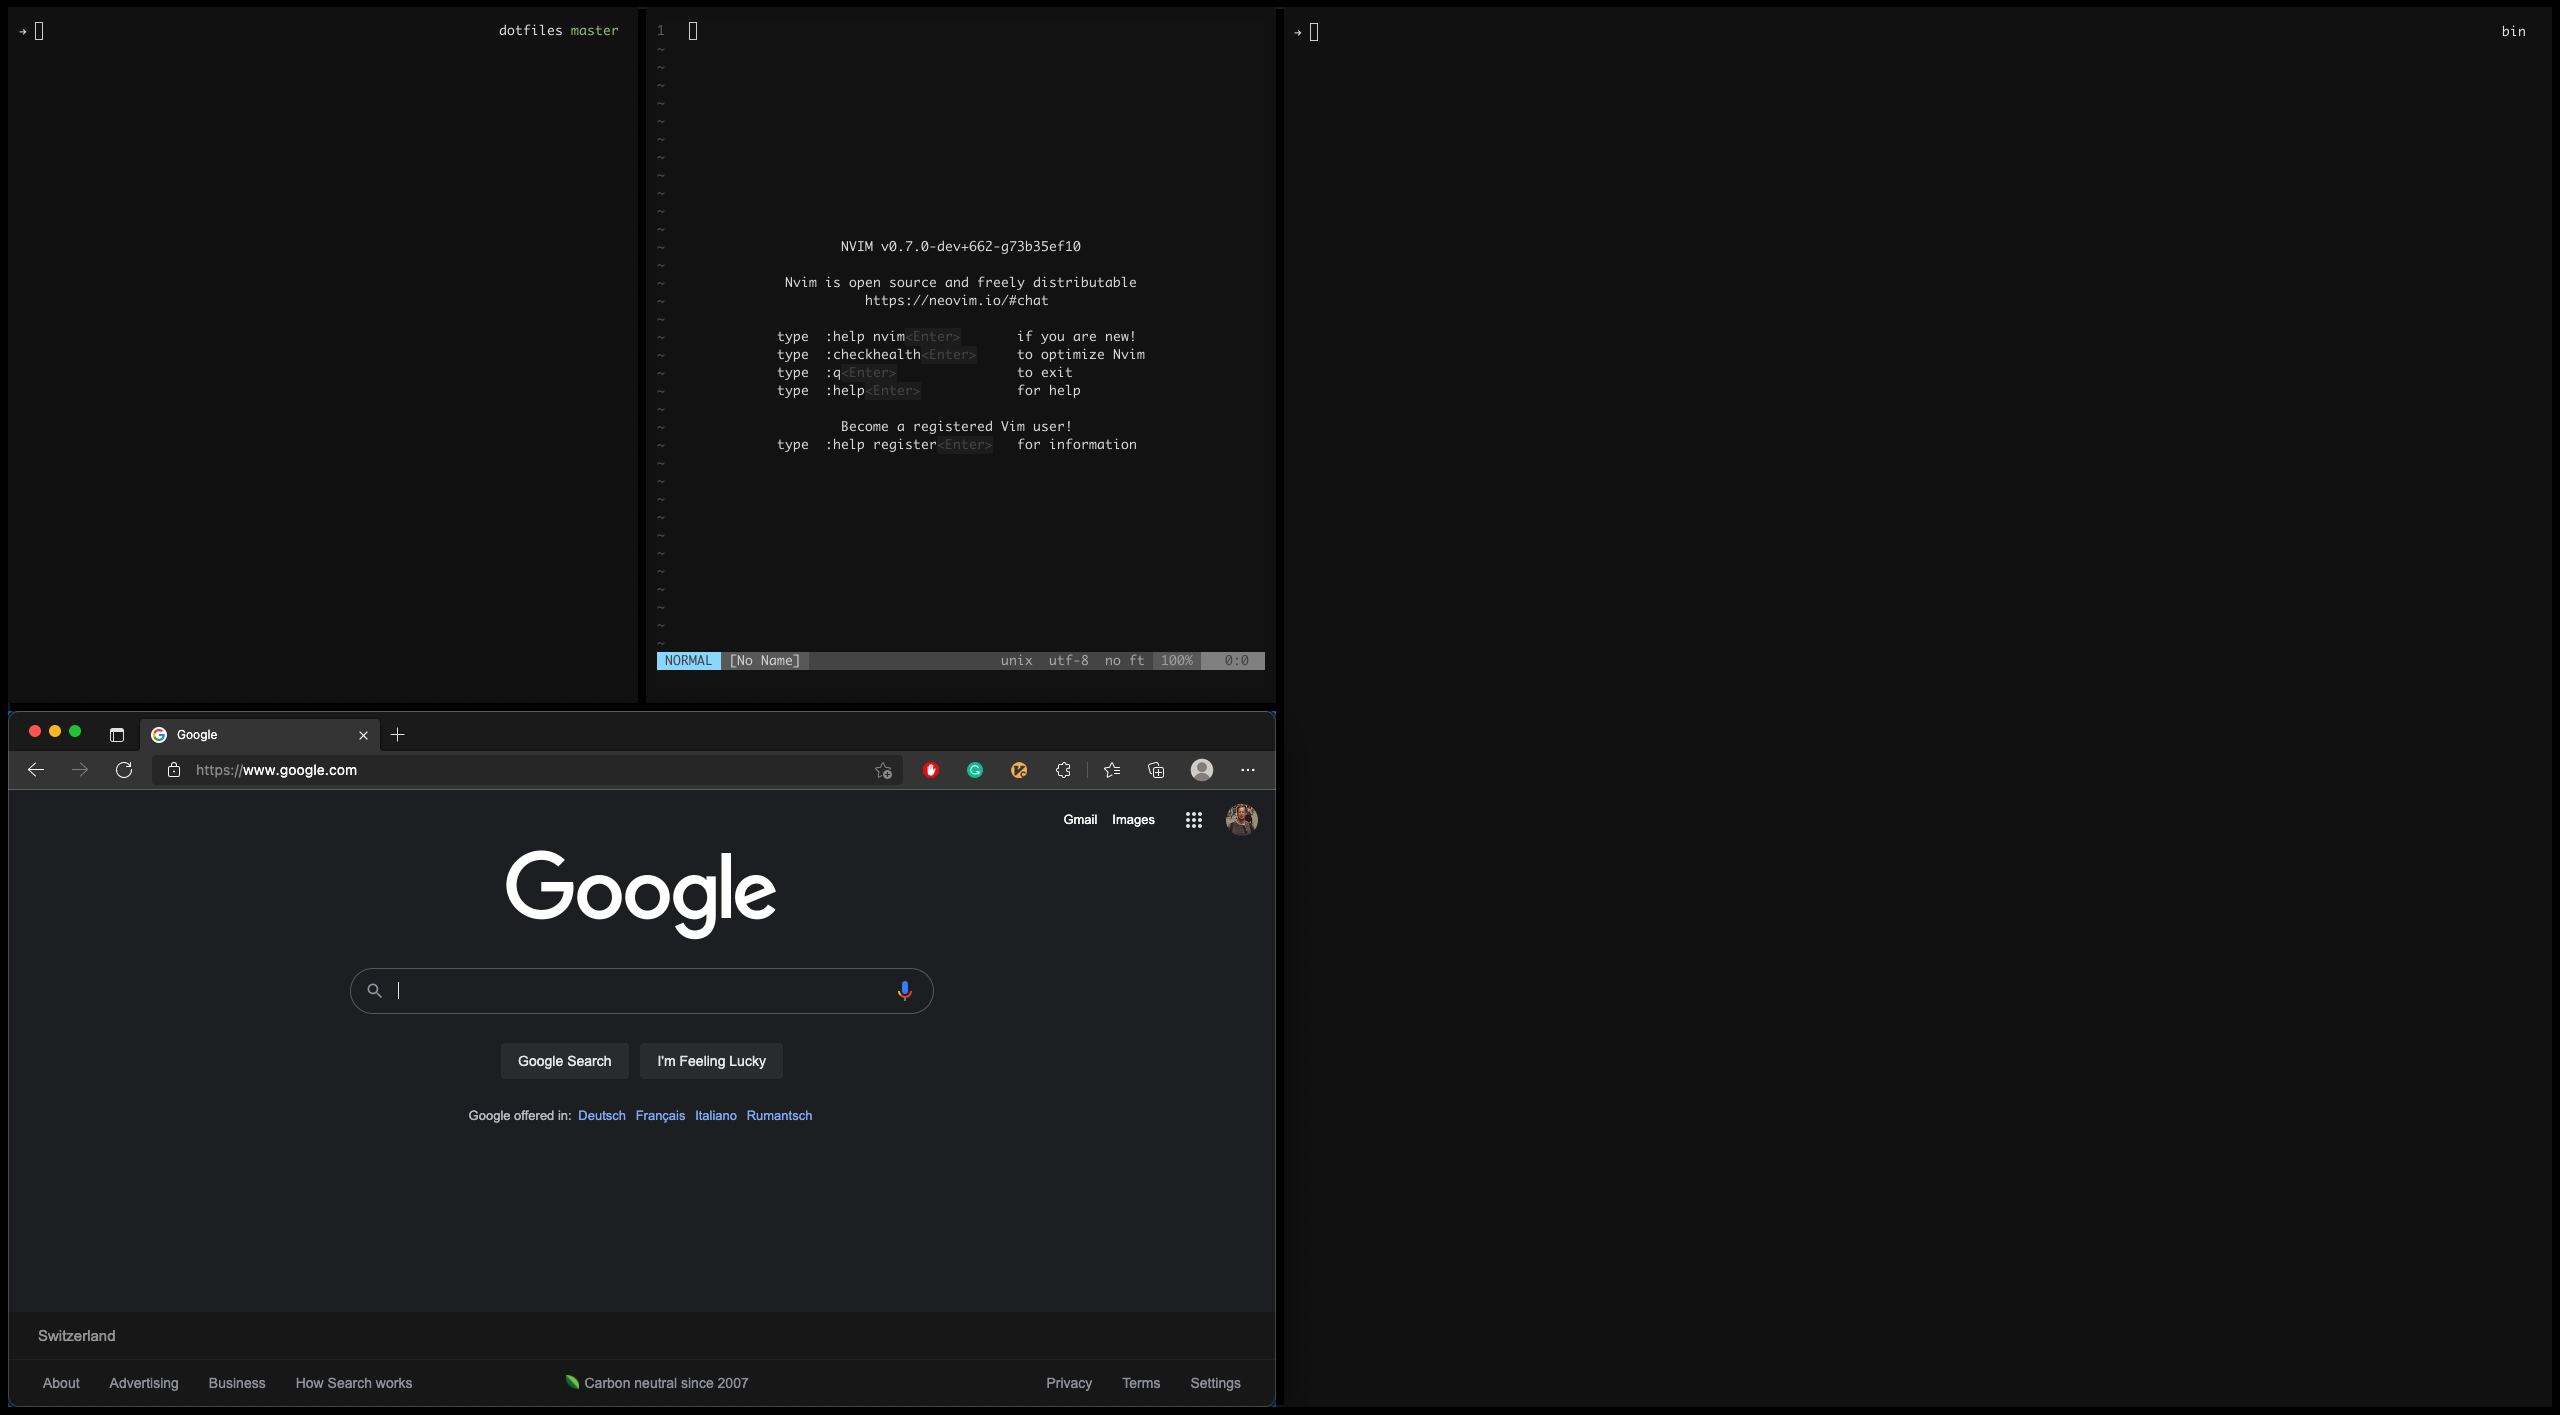 → dotfiles master
1
~
~
~
~
~
~
~
~
~
~
~
~ NVIM v0.7.0-dev+662-g73b35ef10
~
~ Nvim is open source and freely distributable
~ https://neovim.io/#chat
~
~ type :help nvim<Enter> if you are new!
~ type :checkhealth<Enter> to optimize Nvim
~ type :q<Enter> to exit
~ type :help<Enter> for help
~
~ Become a registered Vim user!
~ type :help register<Enter> for information
~
~
~
~
~
~
~
~
~
~
~
NORMAL [No Name] unix utf-8 no ft 100% 0:0
→ bin
Google
https://www.google.com
Gmail Images
Google
Google Search I'm Feeling Lucky
Google offered in: Deutsch Français Italiano Rumantsch
Switzerland
About Advertising Business How Search works Carbon neutral since 2007 Privacy Terms Settings